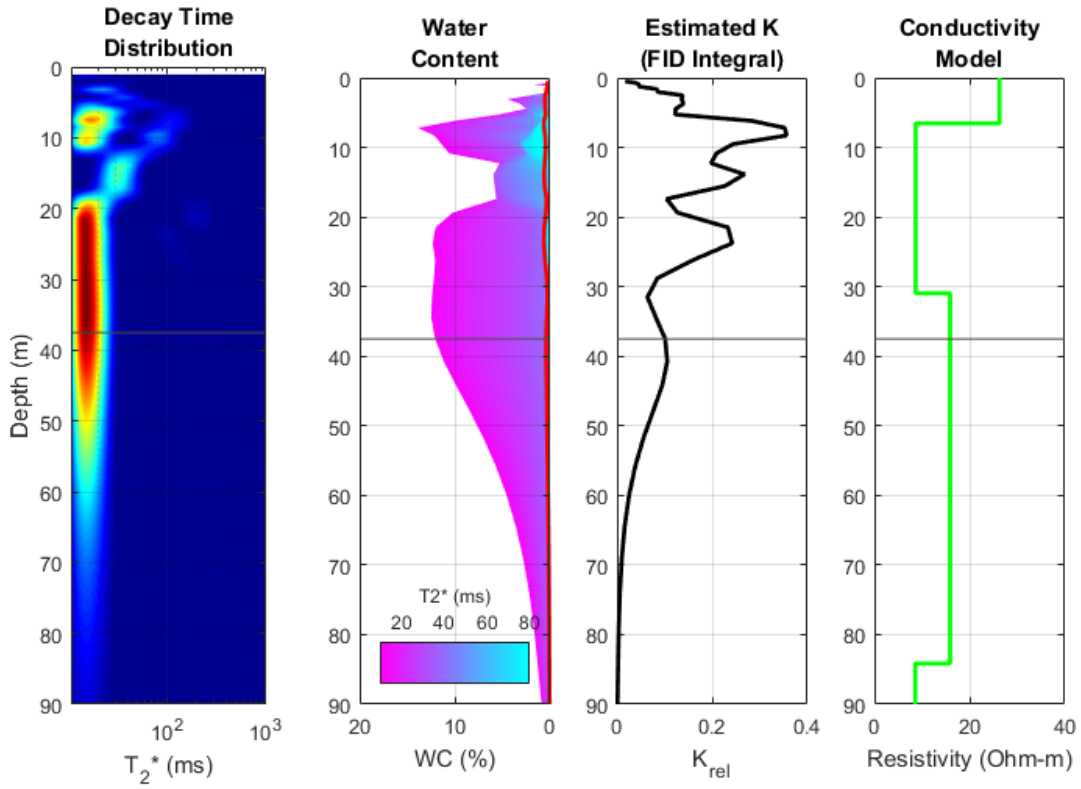 Decay Time
Distribution
Water
Content
Estimated K
(FID Integral)
Conductivity
Model
0
10
20
30
40
50
60
70
80
90
Depth (m)
10² 10³
T₂* (ms)
0
10
20
30
40
50
60
70
80
90
T2* (ms)
20 40 60 80
20 10 0
WC (%)
0
10
20
30
40
50
60
70
80
90
0 0.2 0.4
K_rel
0
10
20
30
40
50
60
70
80
90
0 20 40
Resistivity (Ohm-m)